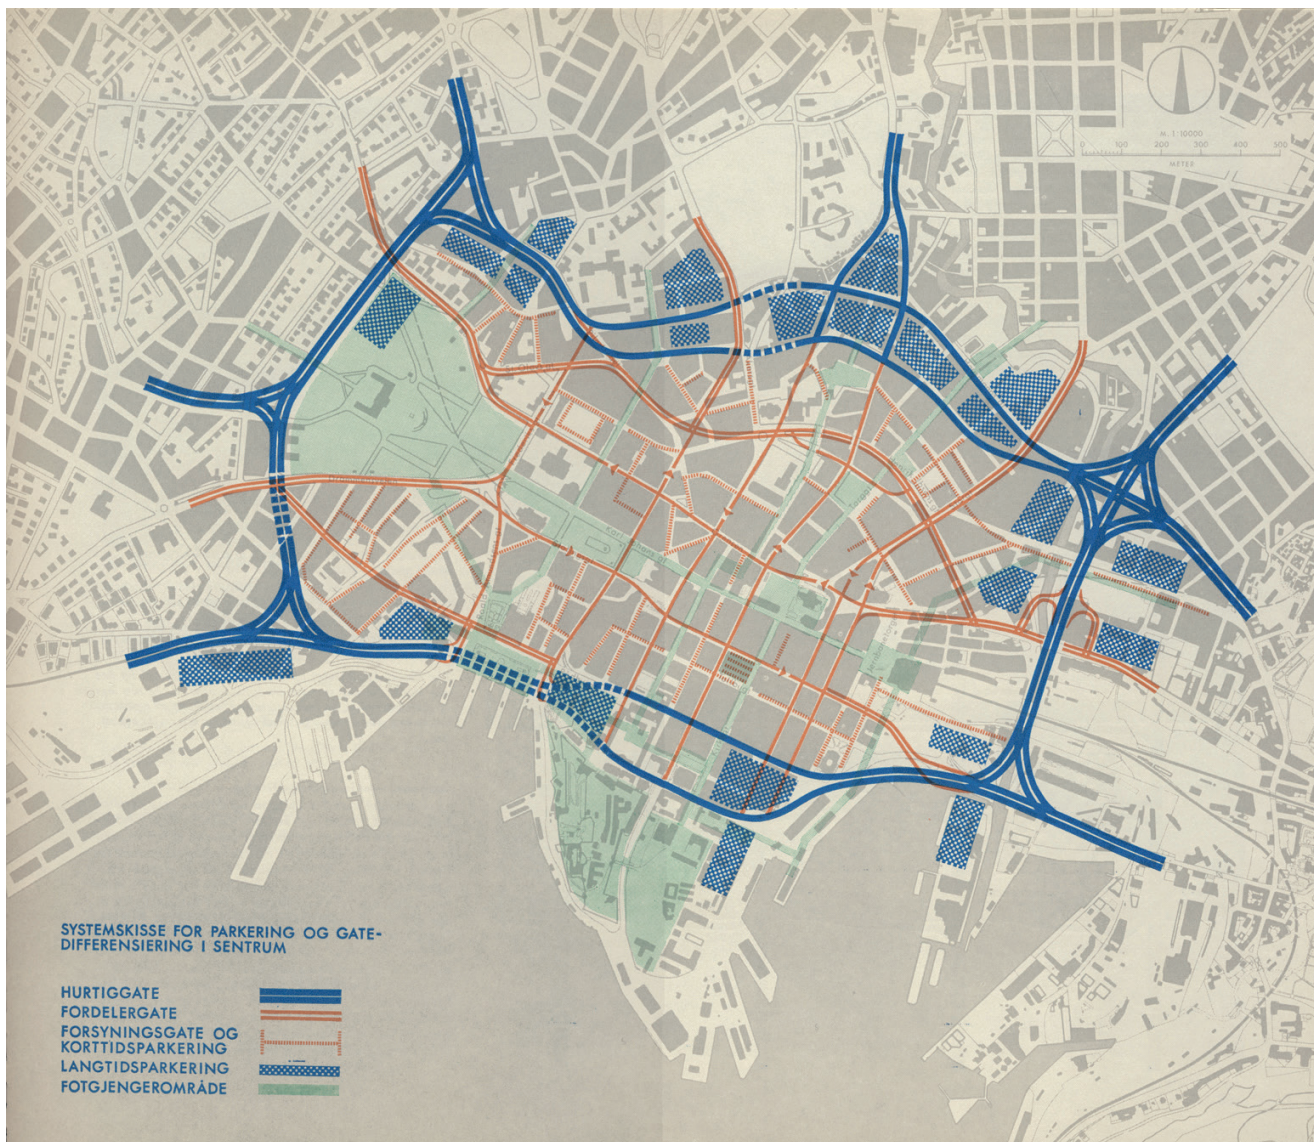 M. 1:10000
0 100 200 300 400 500
METER
SYSTEMSKISSE FOR PARKERING OG GATE-
DIFFERENSIERING I SENTRUM
HURTIGGATE
FORDELERGATE
FORSYNINGSGATE OG
KORTTIDSPARKERING
LANGTIDSPARKERING
FOTGJENGEROMRÅDE